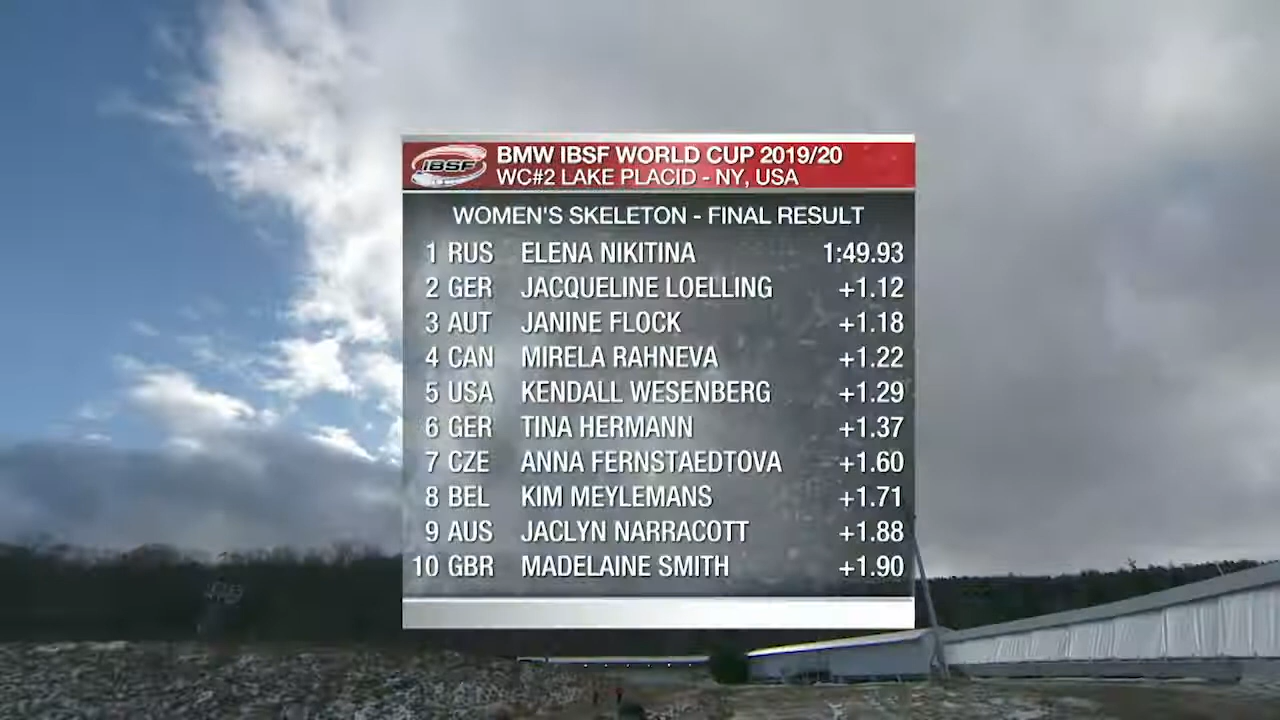 IBSF
BMW IBSF WORLD CUP 2019/20
WC#2 LAKE PLACID - NY, USA
WOMEN'S SKELETON - FINAL RESULT
1 RUS ELENA NIKITINA 1:49.93
2 GER JACQUELINE LOELLING +1.12
3 AUT JANINE FLOCK +1.18
4 CAN MIRELA RAHNEVA +1.22
5 USA KENDALL WESENBERG +1.29
6 GER TINA HERMANN +1.37
7 CZE ANNA FERNSTAEDTOVA +1.60
8 BEL KIM MEYLEMANS +1.71
9 AUS JACLYN NARRACOTT +1.88
10 GBR MADELAINE SMITH +1.90